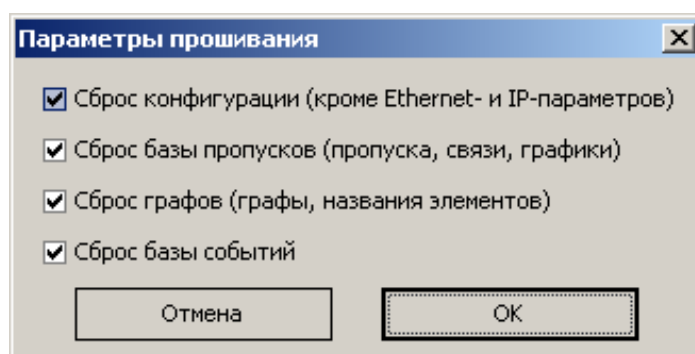 Параметры прошивания
Сброс конфигурации (кроме Ethernet- и IP-параметров)
Сброс базы пропусков (пропуска, связи, графики)
Сброс графов (графы, названия элементов)
Сброс базы событий
Отмена OK